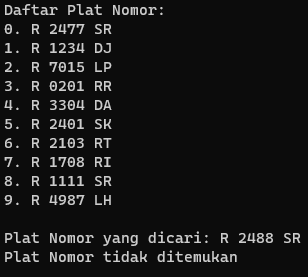 Daftar Plat Nomor:
0. R 2477 SR
1. R 1234 DJ
2. R 7015 LP
3. R 0201 RR
4. R 3304 DA
5. R 2401 SK
6. R 2103 RT
7. R 1708 RI
8. R 1111 SR
9. R 4987 LH
Plat Nomor yang dicari: R 2488 SR
Plat Nomor tidak ditemukan